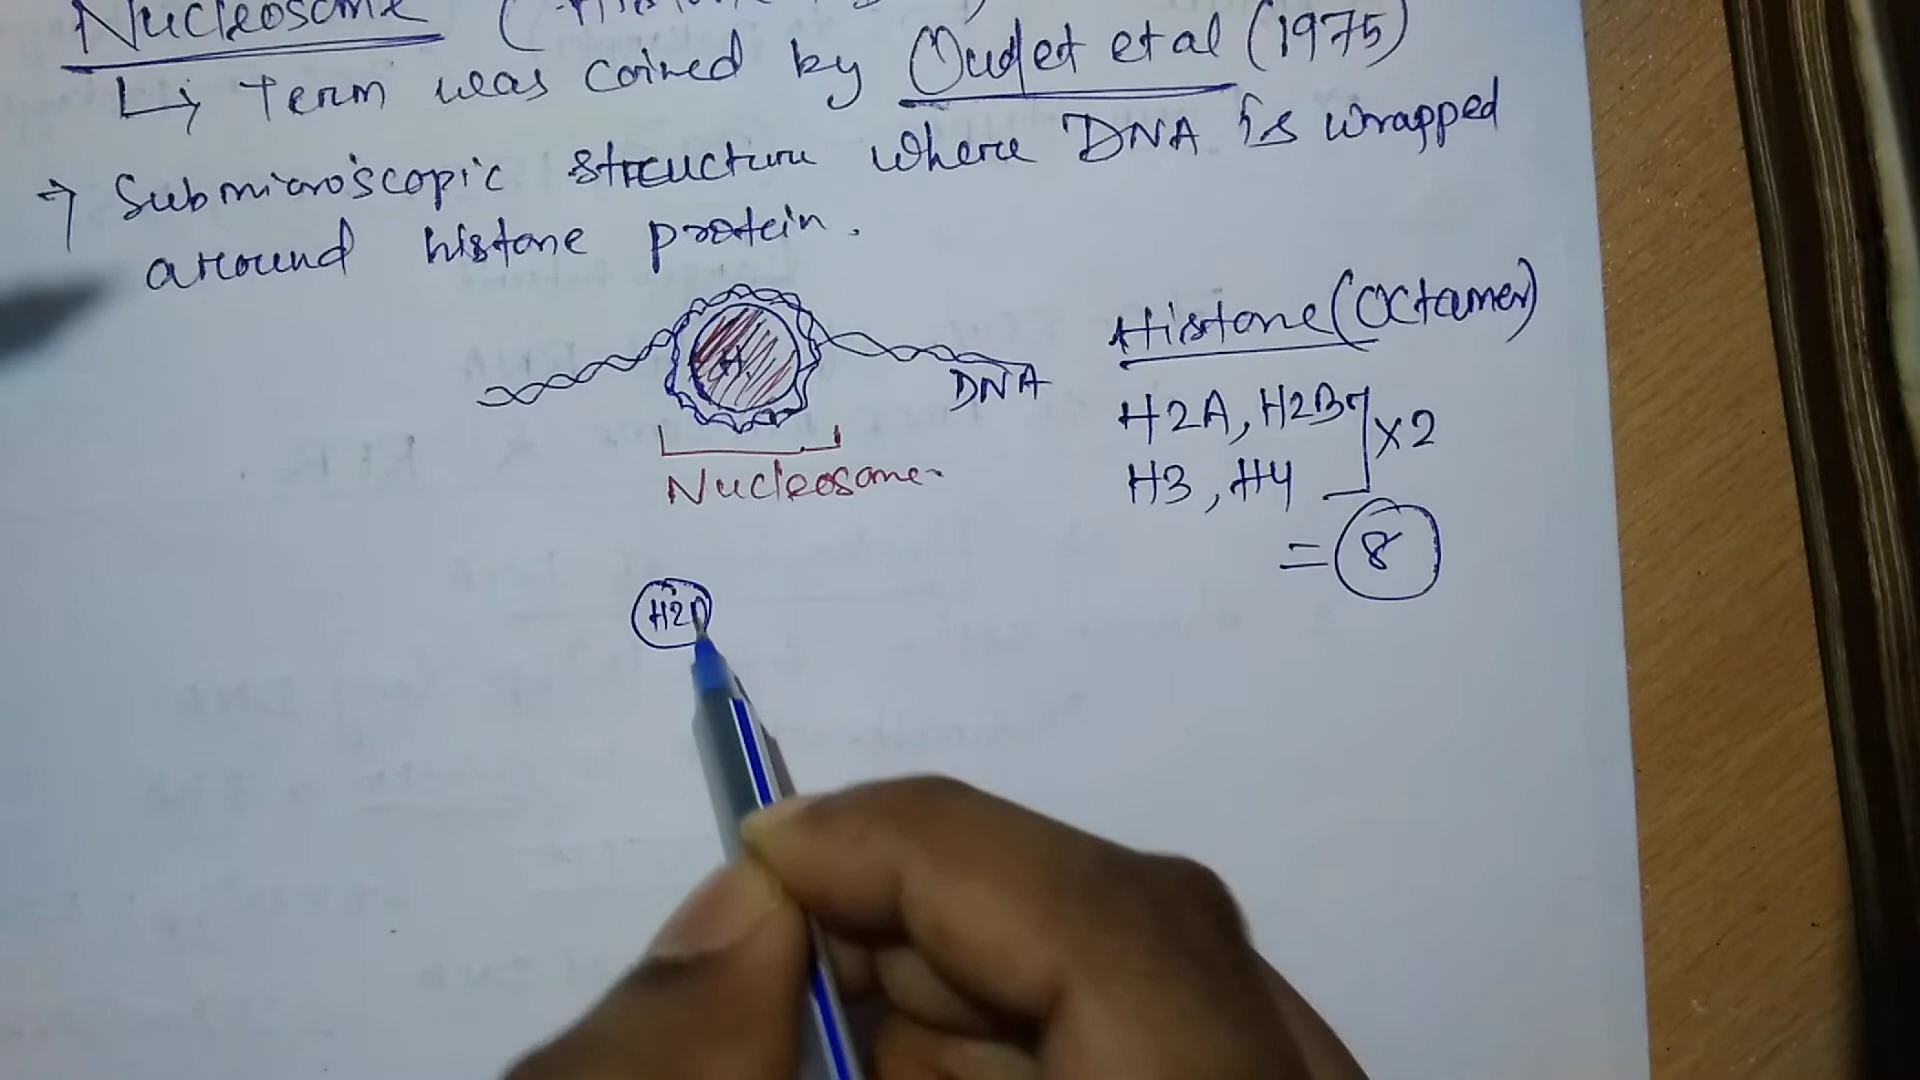 Nucleosome (
↳ Term was coined by Oudet et al (1975)
→ Submicroscopic structure where DNA is wrapped
around histone protein.
H
DNA
Nucleosome
Histone (Octamer)
H2A, H2B
H3, H4
x2
= 8
H2